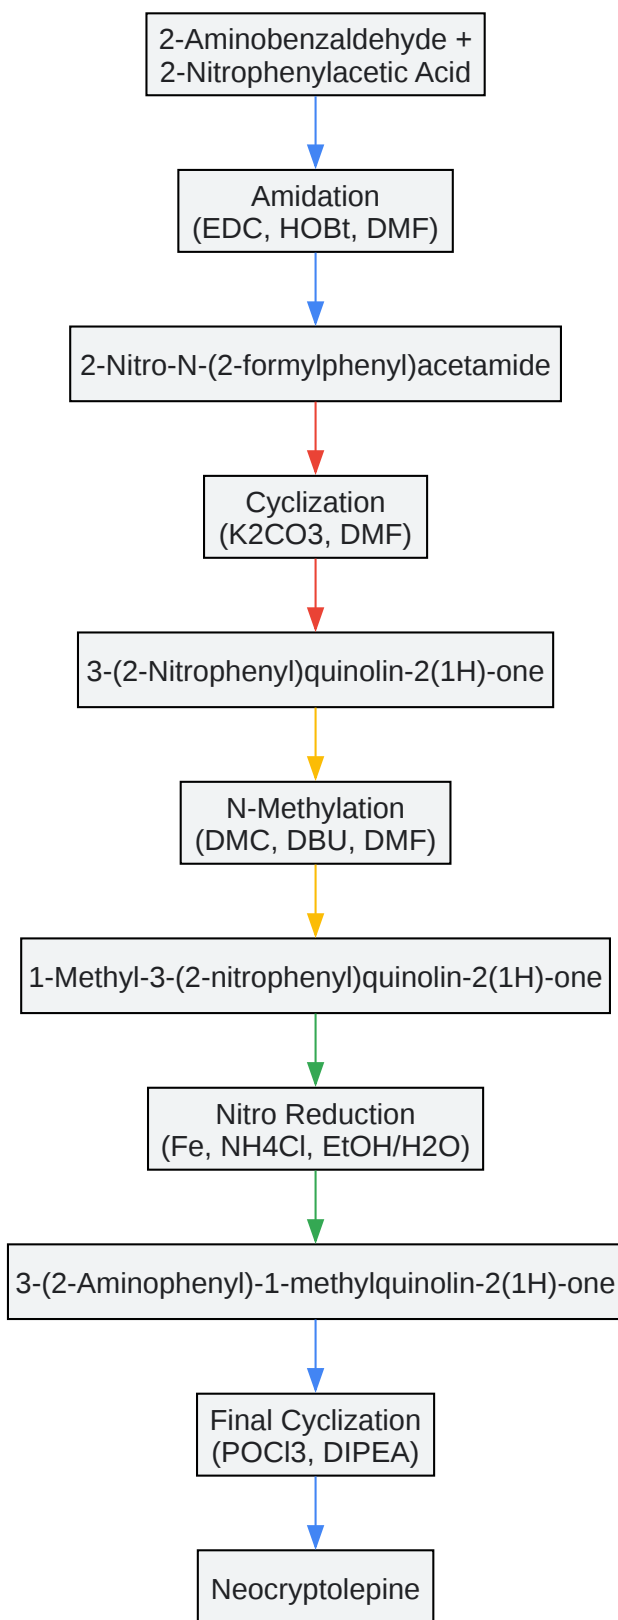 2-Aminobenzaldehyde +
2-Nitrophenylacetic Acid
Amidation
(EDC, HOBt, DMF)
2-Nitro-N-(2-formylphenyl)acetamide
Cyclization
(K2CO3, DMF)
3-(2-Nitrophenyl)quinolin-2(1H)-one
N-Methylation
(DMC, DBU, DMF)
1-Methyl-3-(2-nitrophenyl)quinolin-2(1H)-one
Nitro Reduction
(Fe, NH4Cl, EtOH/H2O)
3-(2-Aminophenyl)-1-methylquinolin-2(1H)-one
Final Cyclization
(POCl3, DIPEA)
Neocryptolepine